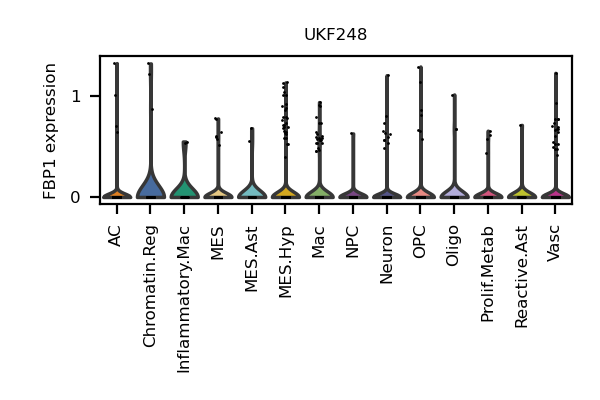 UKF248
FBP1 expression
1
0
AC
Chromatin.Reg
Inflammatory.Mac
MES
MES.Ast
MES.Hyp
Mac
NPC
Neuron
OPC
Oligo
Prolif.Metab
Reactive.Ast
Vasc